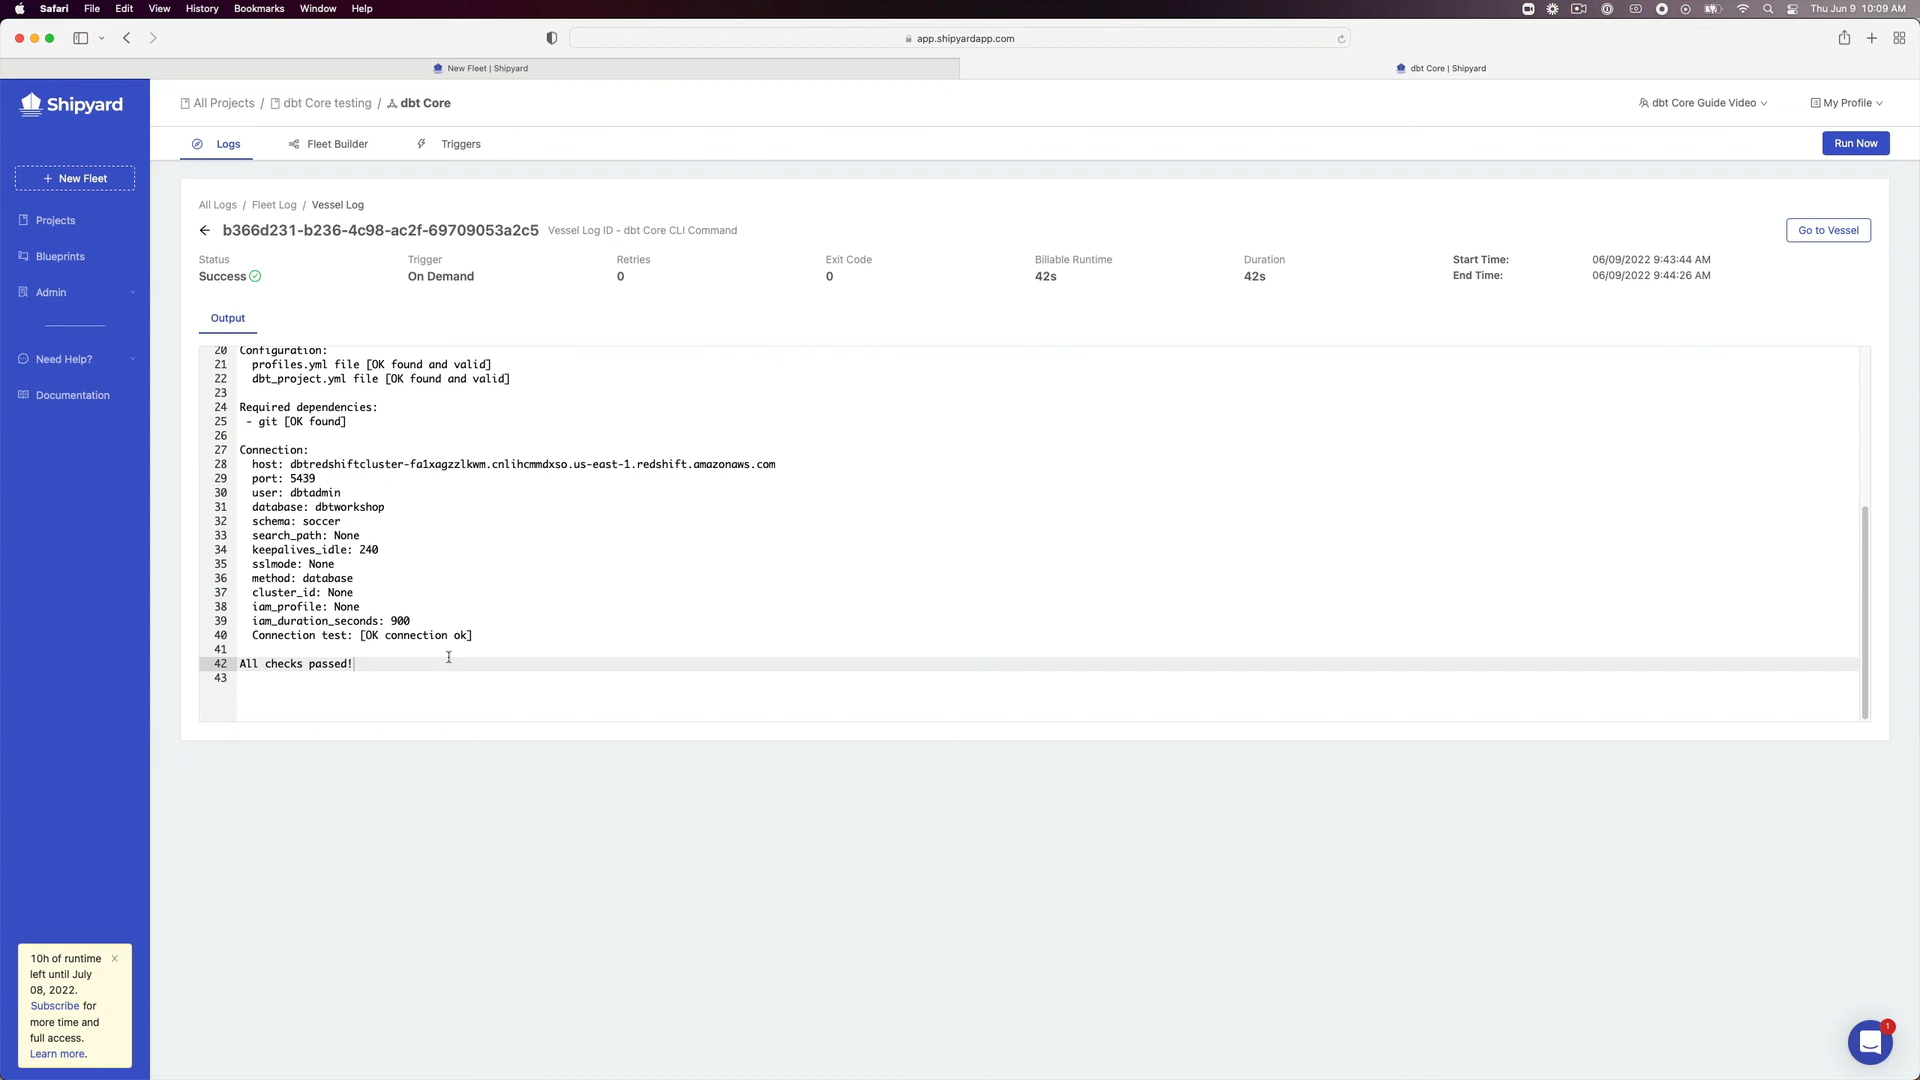 Safari File Edit View History Bookmarks Window Help
Thu Jun 9 10:09 AM
app.shipyardapp.com
New Fleet | Shipyard
dbt Core | Shipyard
Shipyard
All Projects / dbt Core testing / dbt Core
dbt Core Guide Video
My Profile
Logs
Fleet Builder
Triggers
Run Now
+ New Fleet
Projects
Blueprints
Admin
Need Help?
Documentation
All Logs / Fleet Log / Vessel Log
b366d231-b236-4c98-ac2f-69709053a2c5 Vessel Log ID - dbt Core CLI Command
Go to Vessel
Status
Success
Trigger
On Demand
Retries
0
Exit Code
0
Billable Runtime
42s
Duration
42s
Start Time: 06/09/2022 9:43:44 AM
End Time: 06/09/2022 9:44:26 AM
Output
20 Configuration:
21 profiles.yml file [OK found and valid]
22 dbt_project.yml file [OK found and valid]
23
24 Required dependencies:
25 - git [OK found]
26
27 Connection:
28 host: dbtredshiftcluster-fa1xagzzlkwm.cnlihcmmdxso.us-east-1.redshift.amazonaws.com
29 port: 5439
30 user: dbtadmin
31 database: dbtworkshop
32 schema: soccer
33 search_path: None
34 keepalives_idle: 240
35 sslmode: None
36 method: database
37 cluster_id: None
38 iam_profile: None
39 iam_duration_seconds: 900
40 Connection test: [OK connection ok]
41
42 All checks passed!
43
10h of runtime
left until July
08, 2022.
Subscribe for
more time and
full access.
Learn more.
1